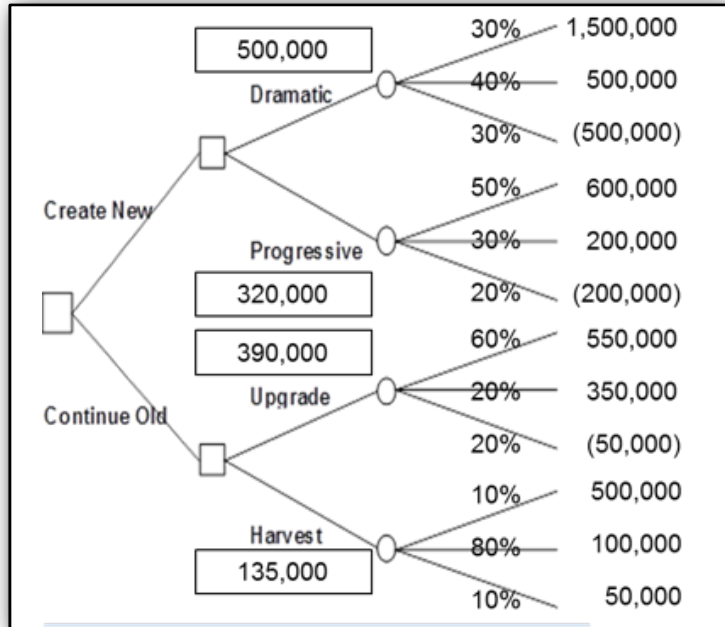 30% 1,500,000
500,000
40% 500,000
Dramatic
30% (500,000)
50% 600,000
Create New
30% 200,000
Progressive
320,000
20% (200,000)
60% 550,000
390,000
20% 350,000
Upgrade
Continue Old
20% (50,000)
10% 500,000
Harvest
80% 100,000
135,000
10% 50,000